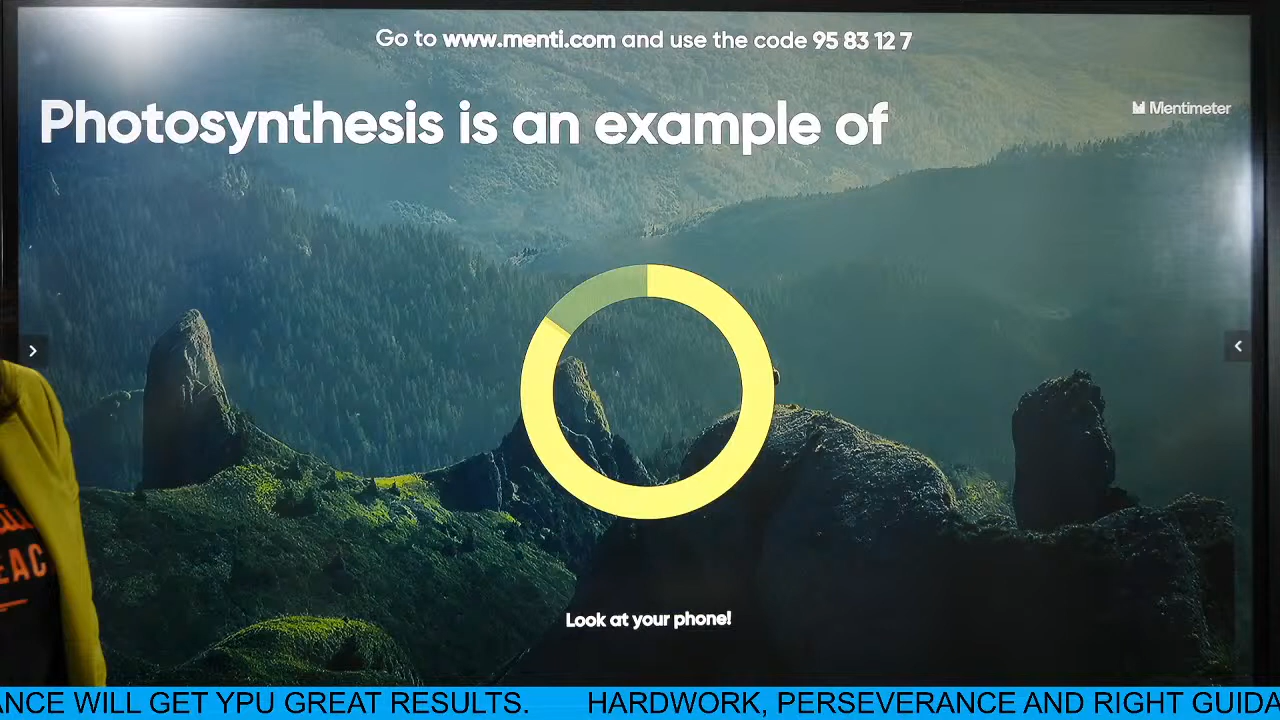 Go to www.menti.com and use the code 95 83 12 7
Photosynthesis is an example of
Mentimeter
Look at your phone!
EAC
ANCE WILL GET YPU GREAT RESULTS. HARDWORK, PERSEVERANCE AND RIGHT GUIDA